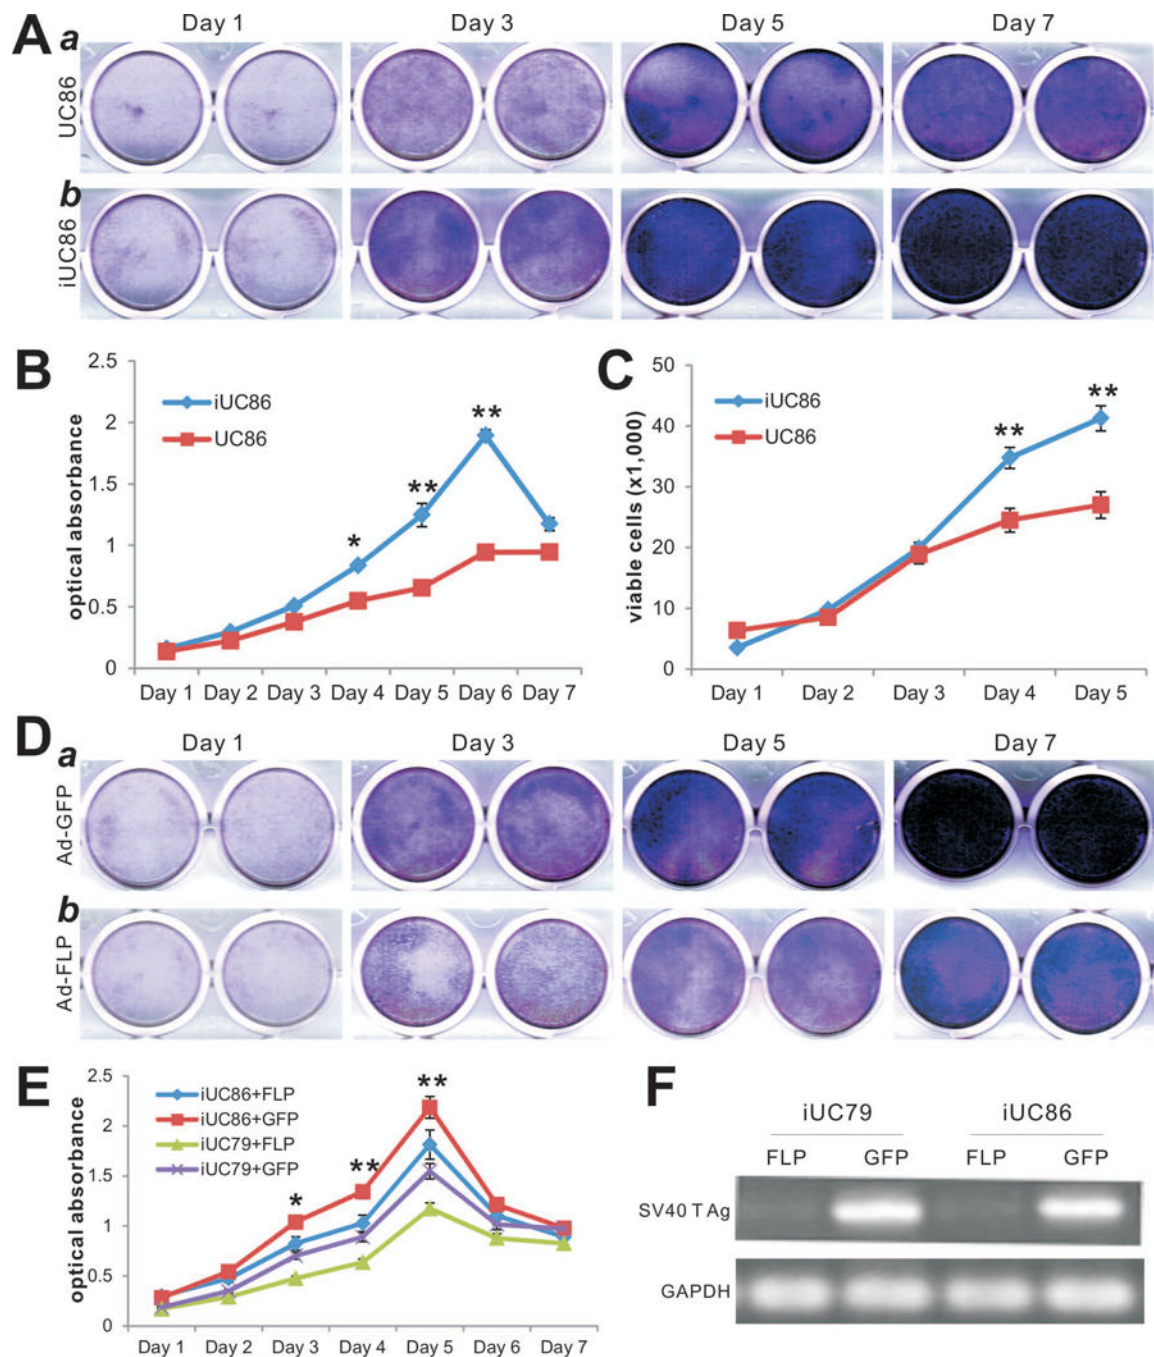 A
Day 1 Day 3 Day 5 Day 7
a
UC86
b
iUC86
B
2.5
2
1.5
1
0.5
0
optical absorbance
iUC86
UC86
*
**
**
Day 1 Day 2 Day 3 Day 4 Day 5 Day 6 Day 7
C
50
40
30
20
10
0
viable cells (x1,000)
iUC86
UC86
**
**
Day 1 Day 2 Day 3 Day 4 Day 5
D
Day 1 Day 3 Day 5 Day 7
a
Ad-GFP
b
Ad-FLP
E
2.5
2
1.5
1
0.5
0
optical absorbance
iUC86+FLP
iUC86+GFP
iUC79+FLP
iUC79+GFP
*
**
**
Day 1 Day 2 Day 3 Day 4 Day 5 Day 6 Day 7
F
iUC79 iUC86
FLP GFP FLP GFP
SV40 T Ag
GAPDH